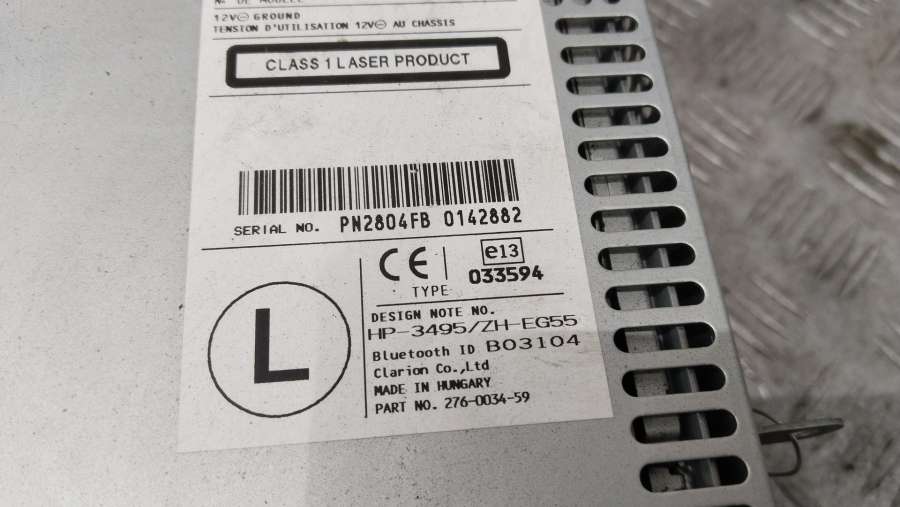 N° DE MODELE
12V⊖ GROUND
TENSION D'UTILISATION 12V⊖ AU CHASSIS
CLASS 1 LASER PRODUCT
SERIAL NO. PN2804FB 0142882
CE e13
TYPE 033594
DESIGN NOTE NO.
HP-3495/ZH-EG55
Bluetooth ID B03104
Clarion Co.,Ltd
MADE IN HUNGARY
PART NO. 276-0034-59
L